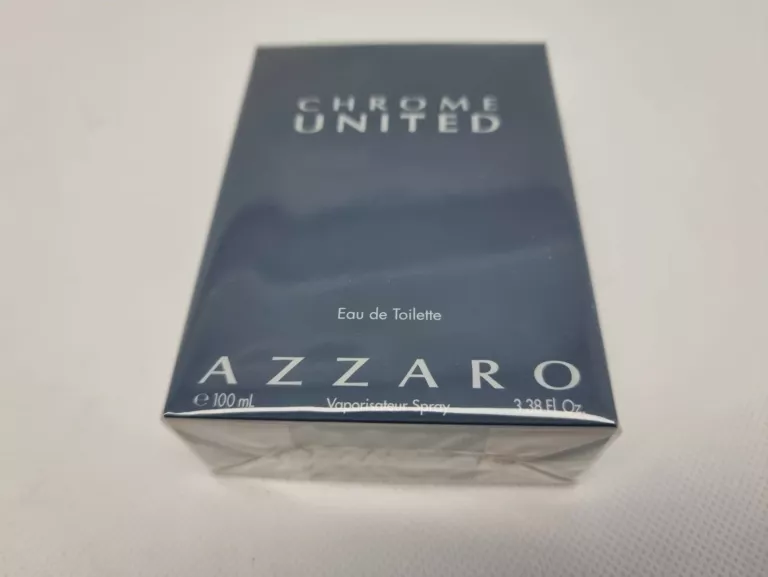 CHROME
UNITED
Eau de Toilette
AZZARO
℮ 100 mL Vaporisateur Spray 3.38 Fl. Oz.